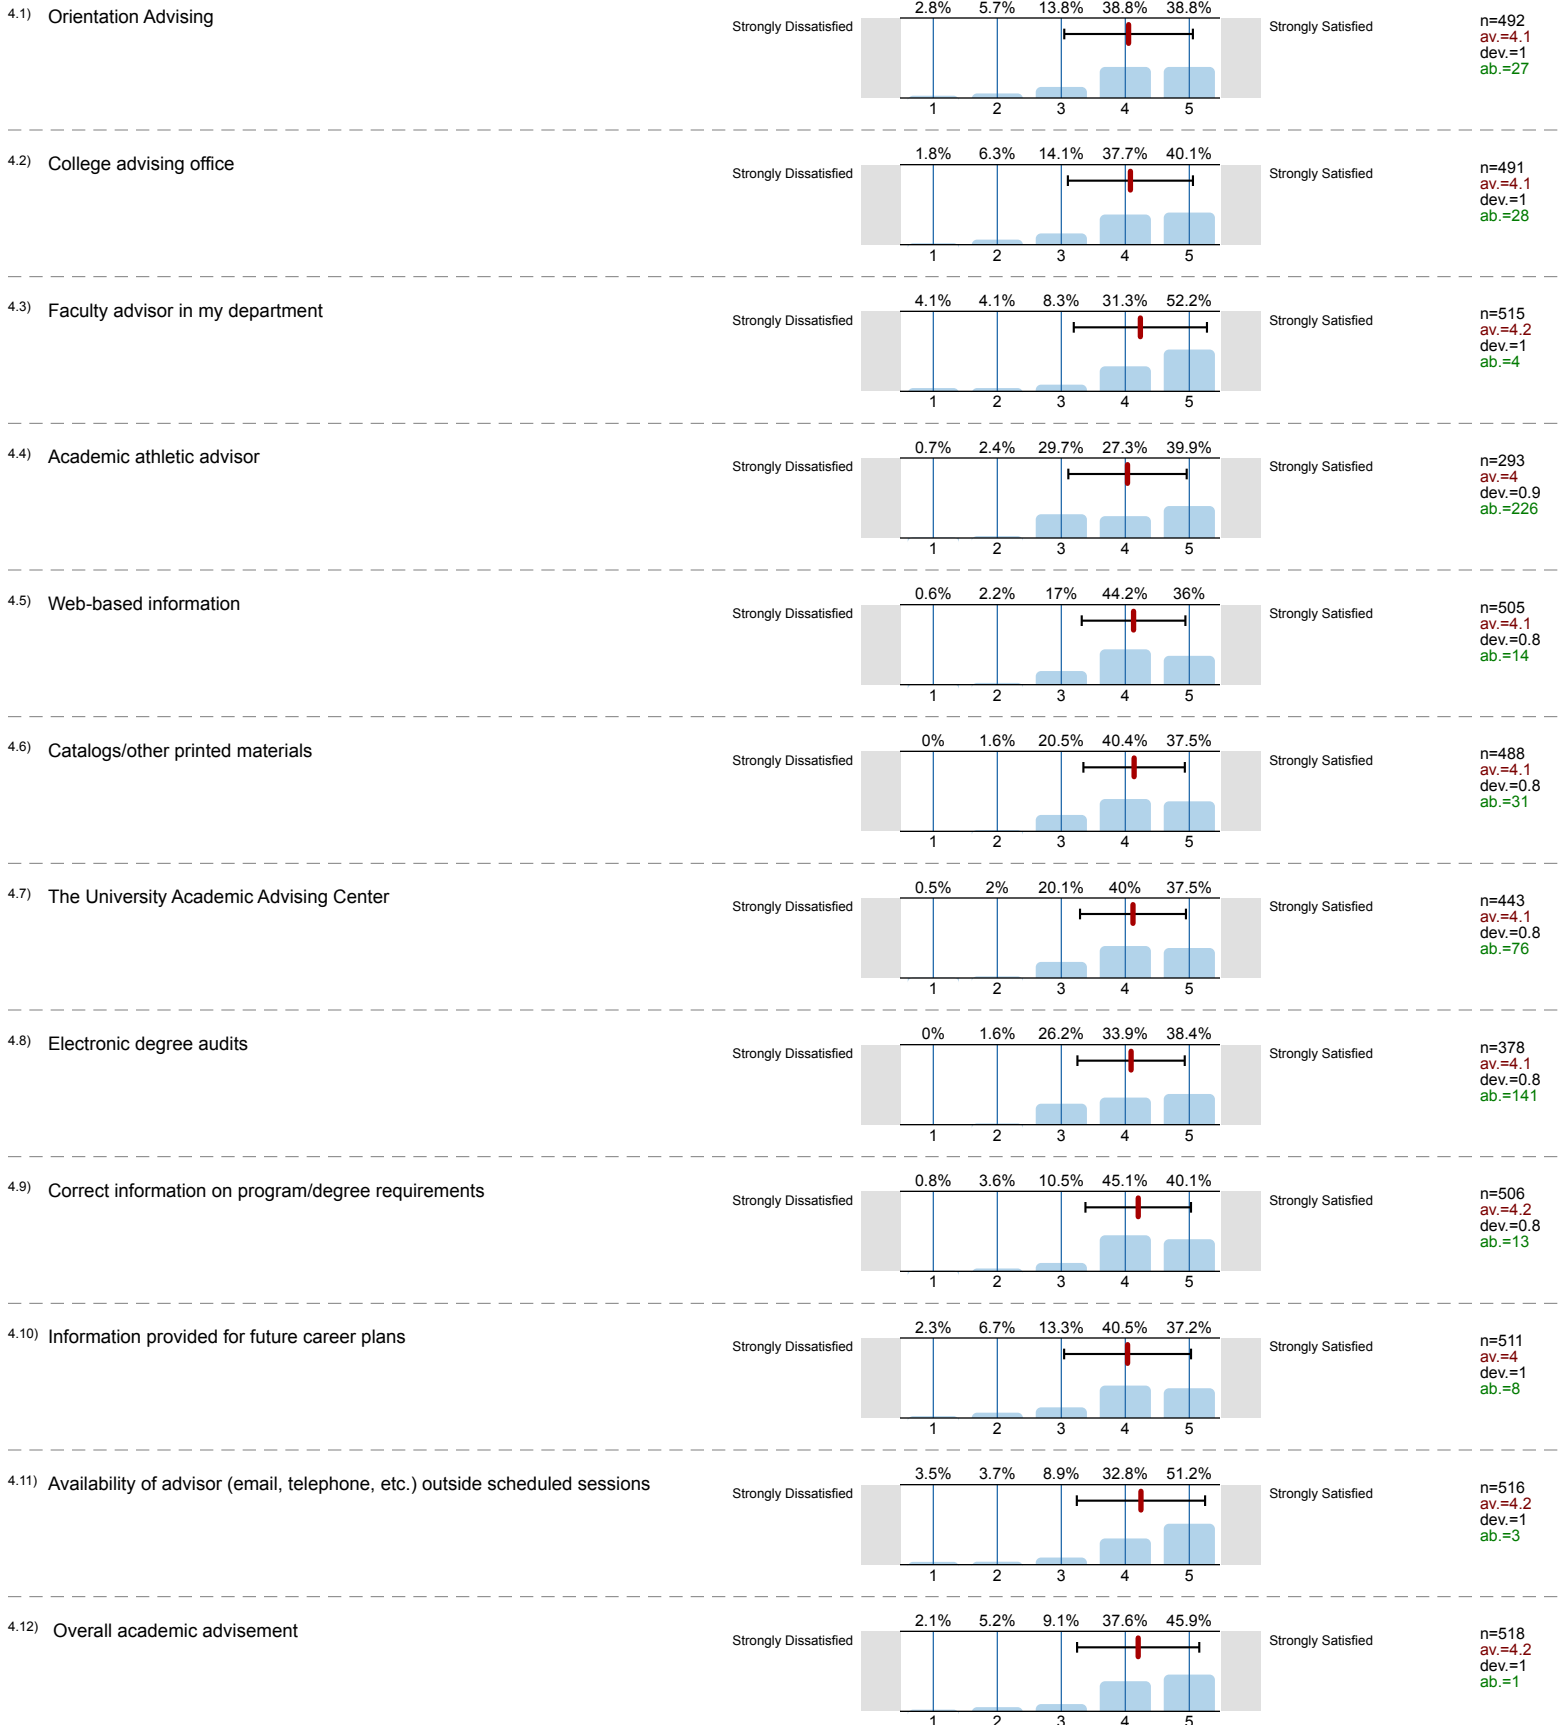 4.1) Orientation Advising
Strongly Dissatisfied
2.8% 5.7% 13.8% 38.8% 38.8%
1 2 3 4 5
Strongly Satisfied
n=492
av.=4.1
dev.=1
ab.=27
4.2) College advising office
Strongly Dissatisfied
1.8% 6.3% 14.1% 37.7% 40.1%
1 2 3 4 5
Strongly Satisfied
n=491
av.=4.1
dev.=1
ab.=28
4.3) Faculty advisor in my department
Strongly Dissatisfied
4.1% 4.1% 8.3% 31.3% 52.2%
1 2 3 4 5
Strongly Satisfied
n=515
av.=4.2
dev.=1
ab.=4
4.4) Academic athletic advisor
Strongly Dissatisfied
0.7% 2.4% 29.7% 27.3% 39.9%
1 2 3 4 5
Strongly Satisfied
n=293
av.=4
dev.=0.9
ab.=226
4.5) Web-based information
Strongly Dissatisfied
0.6% 2.2% 17% 44.2% 36%
1 2 3 4 5
Strongly Satisfied
n=505
av.=4.1
dev.=0.8
ab.=14
4.6) Catalogs/other printed materials
Strongly Dissatisfied
0% 1.6% 20.5% 40.4% 37.5%
1 2 3 4 5
Strongly Satisfied
n=488
av.=4.1
dev.=0.8
ab.=31
4.7) The University Academic Advising Center
Strongly Dissatisfied
0.5% 2% 20.1% 40% 37.5%
1 2 3 4 5
Strongly Satisfied
n=443
av.=4.1
dev.=0.8
ab.=76
4.8) Electronic degree audits
Strongly Dissatisfied
0% 1.6% 26.2% 33.9% 38.4%
1 2 3 4 5
Strongly Satisfied
n=378
av.=4.1
dev.=0.8
ab.=141
4.9) Correct information on program/degree requirements
Strongly Dissatisfied
0.8% 3.6% 10.5% 45.1% 40.1%
1 2 3 4 5
Strongly Satisfied
n=506
av.=4.2
dev.=0.8
ab.=13
4.10) Information provided for future career plans
Strongly Dissatisfied
2.3% 6.7% 13.3% 40.5% 37.2%
1 2 3 4 5
Strongly Satisfied
n=511
av.=4
dev.=1
ab.=8
4.11) Availability of advisor (email, telephone, etc.) outside scheduled sessions
Strongly Dissatisfied
3.5% 3.7% 8.9% 32.8% 51.2%
1 2 3 4 5
Strongly Satisfied
n=516
av.=4.2
dev.=1
ab.=3
4.12) Overall academic advisement
Strongly Dissatisfied
2.1% 5.2% 9.1% 37.6% 45.9%
1 2 3 4 5
Strongly Satisfied
n=518
av.=4.2
dev.=1
ab.=1